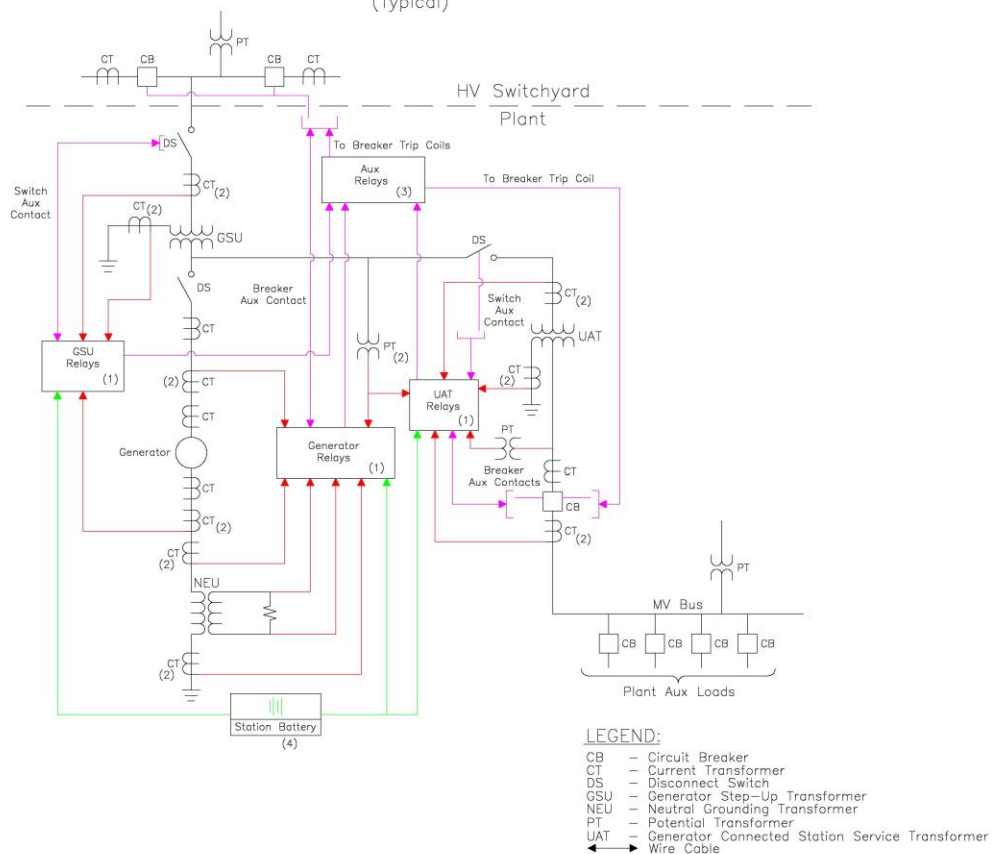 (Typical)
PT
CT
CB
CB
CT
HV Switchyard
Plant
DS
To Breaker Trip Coils
Aux
Relays
(3)
To Breaker Trip Coil
CT(2)
Switch
Aux
Contact
CT(2)
GSU
DS
DS
Breaker
Aux Contact
Switch
Aux
Contact
CT(2)
CT
UAT
GSU
Relays
(1)
PT
(2)
CT
(2)
(2) CT
UAT
Relays
(1)
CT
PT
Generator
Generator
Relays
(1)
Breaker
Aux Contacts
CT
CT
CB
CT(2)
CT(2)
CT
(2)
PT
NEU
MV Bus
CB
CB
CB
CB
CT
(2)
Plant Aux Loads
Station Battery
(4)
LEGEND:
CB – Circuit Breaker
CT – Current Transformer
DS – Disconnect Switch
GSU – Generator Step-Up Transformer
NEU – Neutral Grounding Transformer
PT – Potential Transformer
UAT – Generator Connected Station Service Transformer
Wire Cable